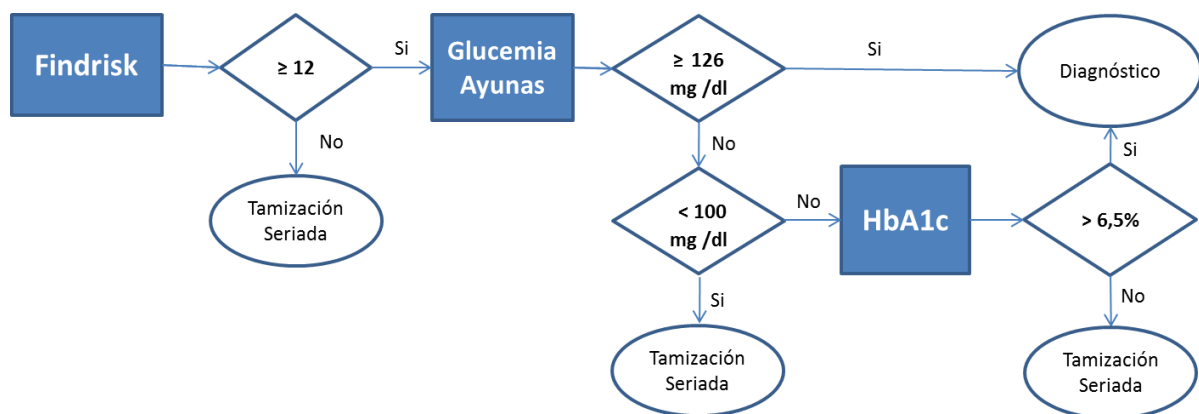 Findrisk
≥ 12
Si
Glucemia
Ayunas
≥ 126
mg /dl
Si
Diagnóstico
No
Tamización
Seriada
No
< 100
mg /dl
No
HbA1c
> 6,5%
Si
Si
Tamización
Seriada
No
Tamización
Seriada